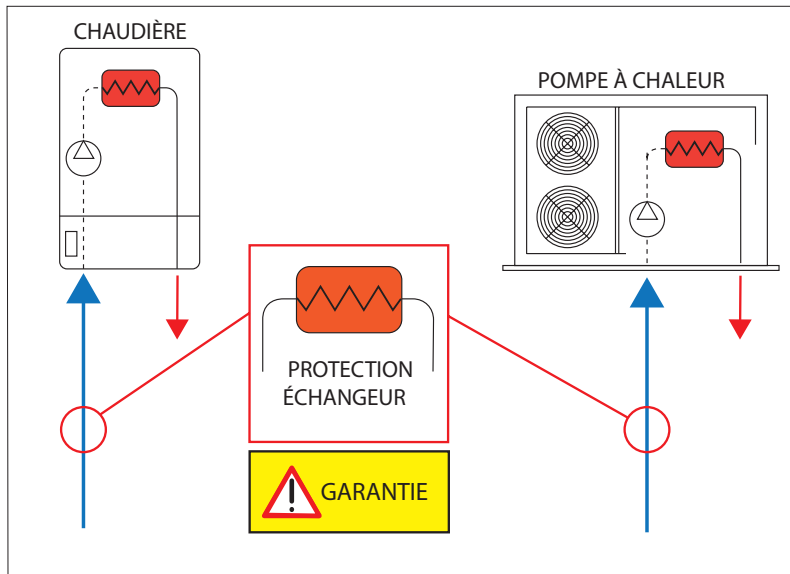 CHAUDIÈRE
POMPE À CHALEUR
PROTECTION
ÉCHANGEUR
GARANTIE